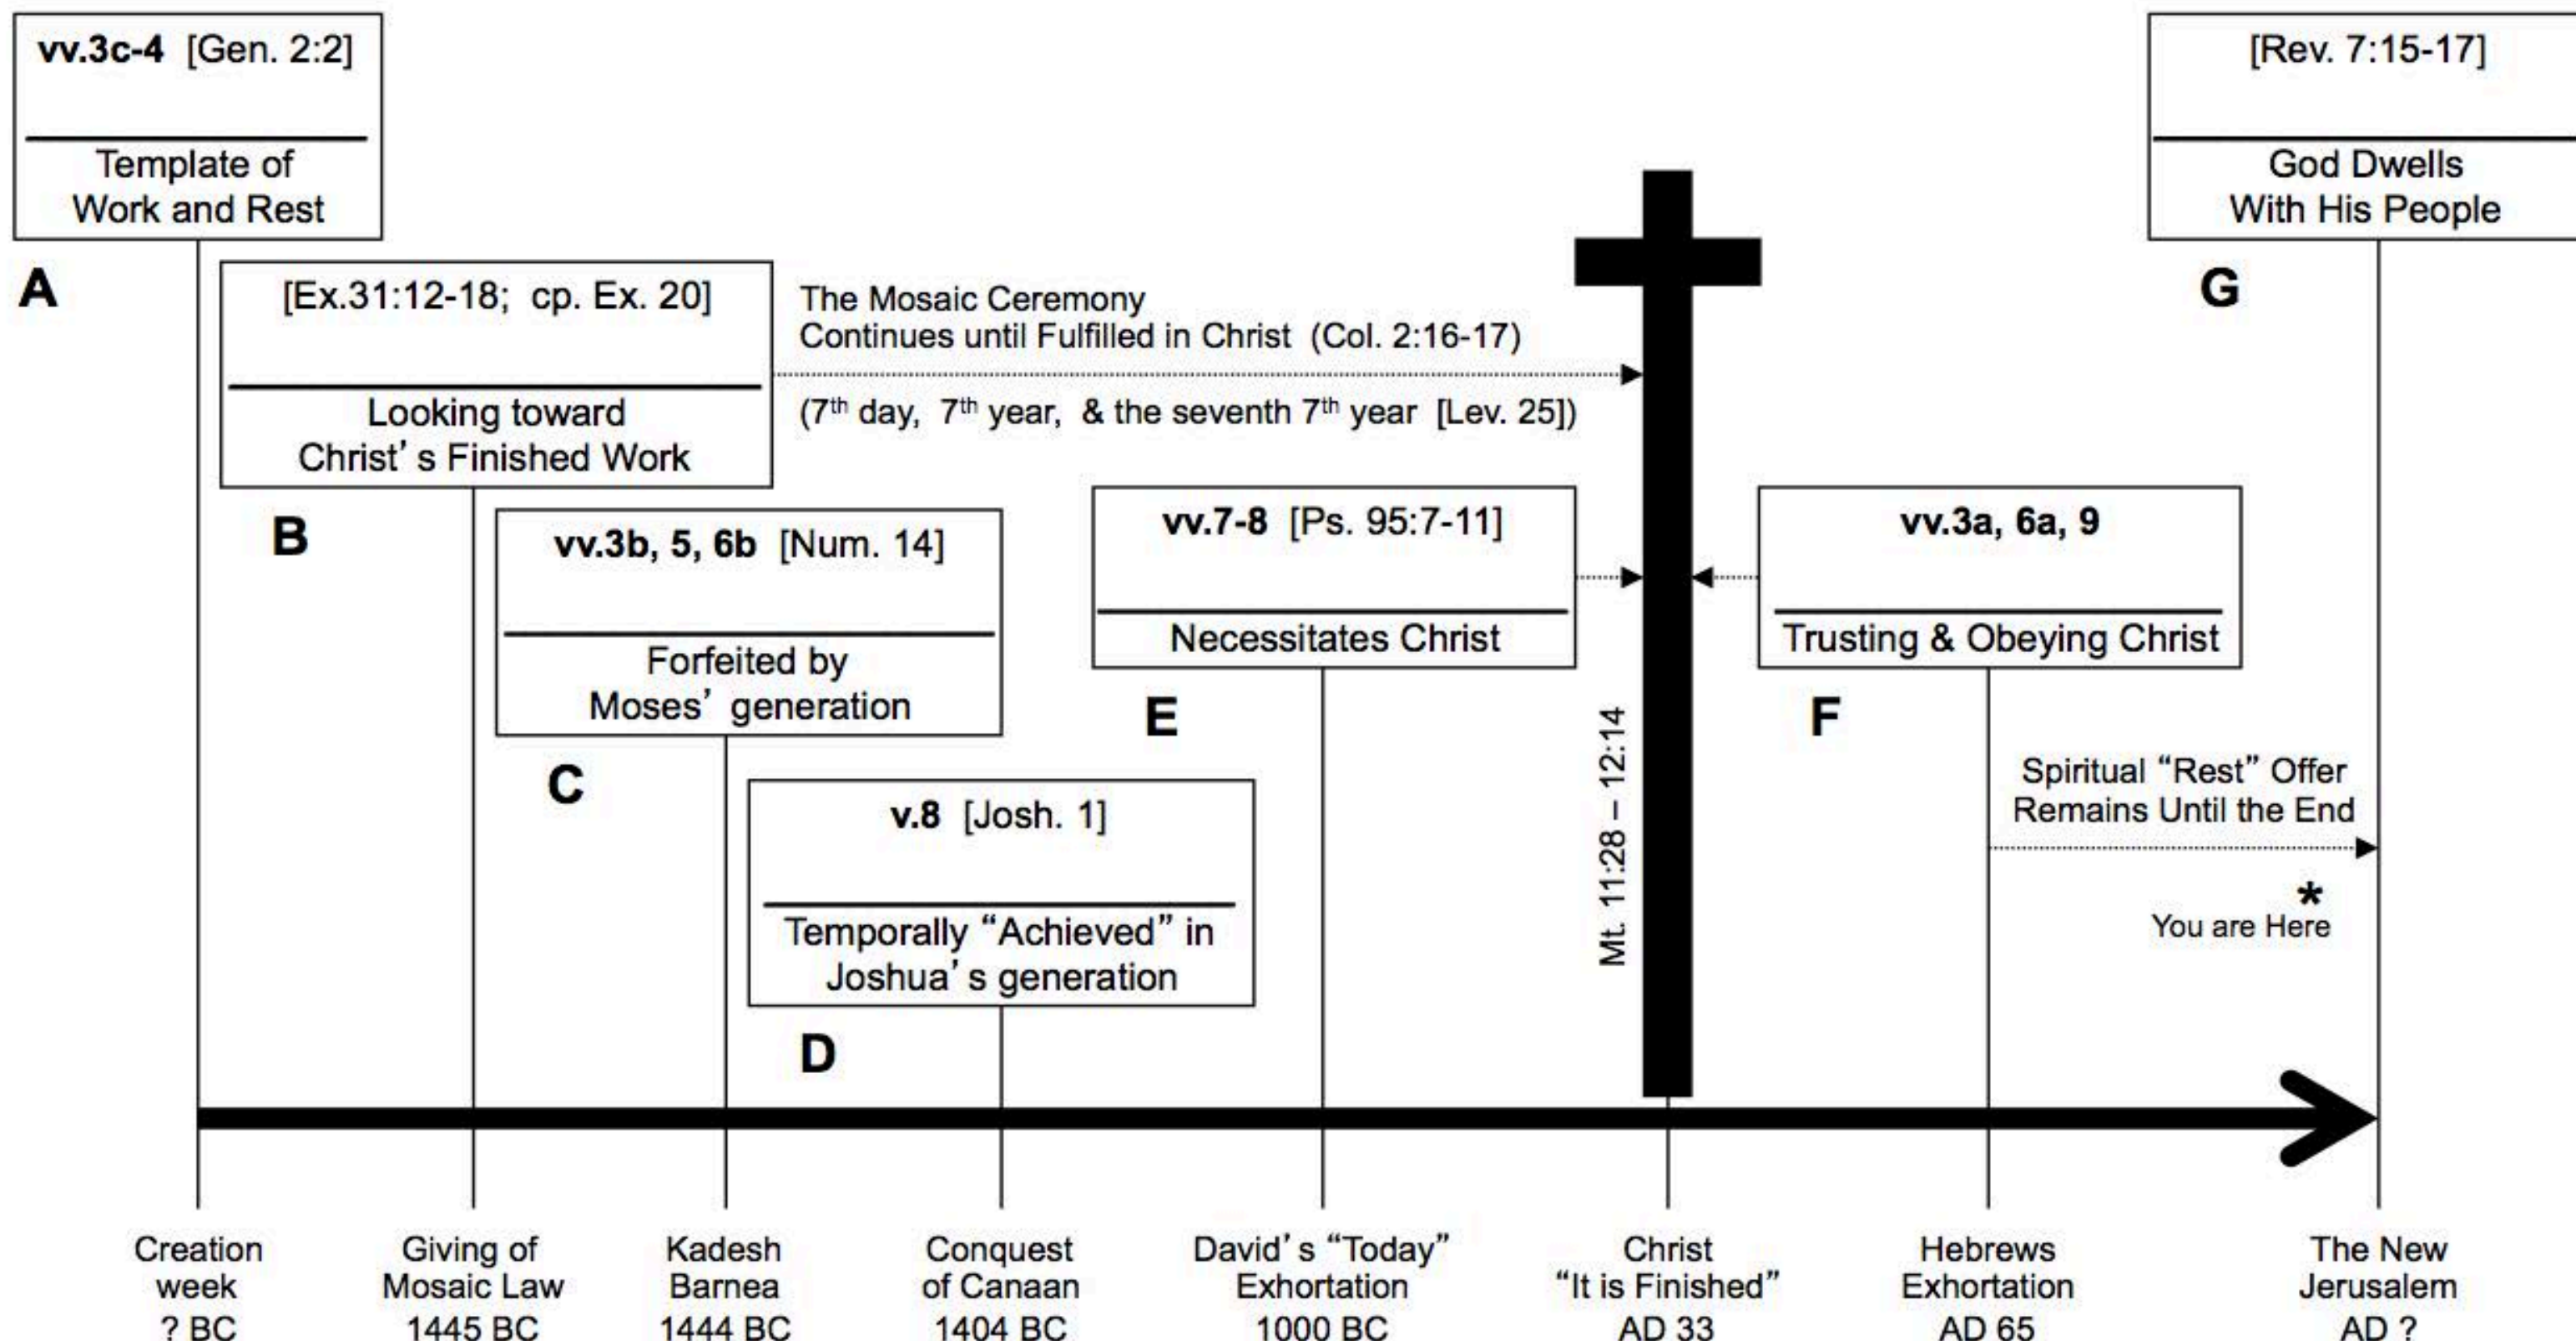 vv.3c-4 [Gen. 2:2]
Template of
Work and Rest
A
[Ex.31:12-18; cp. Ex. 20]
Looking toward
Christ’s Finished Work
B
The Mosaic Ceremony
Continues until Fulfilled in Christ (Col. 2:16-17)
(7th day, 7th year, & the seventh 7th year [Lev. 25])
vv.3b, 5, 6b [Num. 14]
Forfeited by
Moses’ generation
C
v.8 [Josh. 1]
Temporally “Achieved” in
Joshua’s generation
D
vv.7-8 [Ps. 95:7-11]
Necessitates Christ
E
Mt. 11:28 – 12:14
vv.3a, 6a, 9
Trusting & Obeying Christ
F
Spiritual “Rest” Offer
Remains Until the End
*
You are Here
[Rev. 7:15-17]
God Dwells
With His People
G
Creation
week
? BC
Giving of
Mosaic Law
1445 BC
Kadesh
Barnea
1444 BC
Conquest
of Canaan
1404 BC
David’s “Today”
Exhortation
1000 BC
Christ
“It is Finished”
AD 33
Hebrews
Exhortation
AD 65
The New
Jerusalem
AD ?